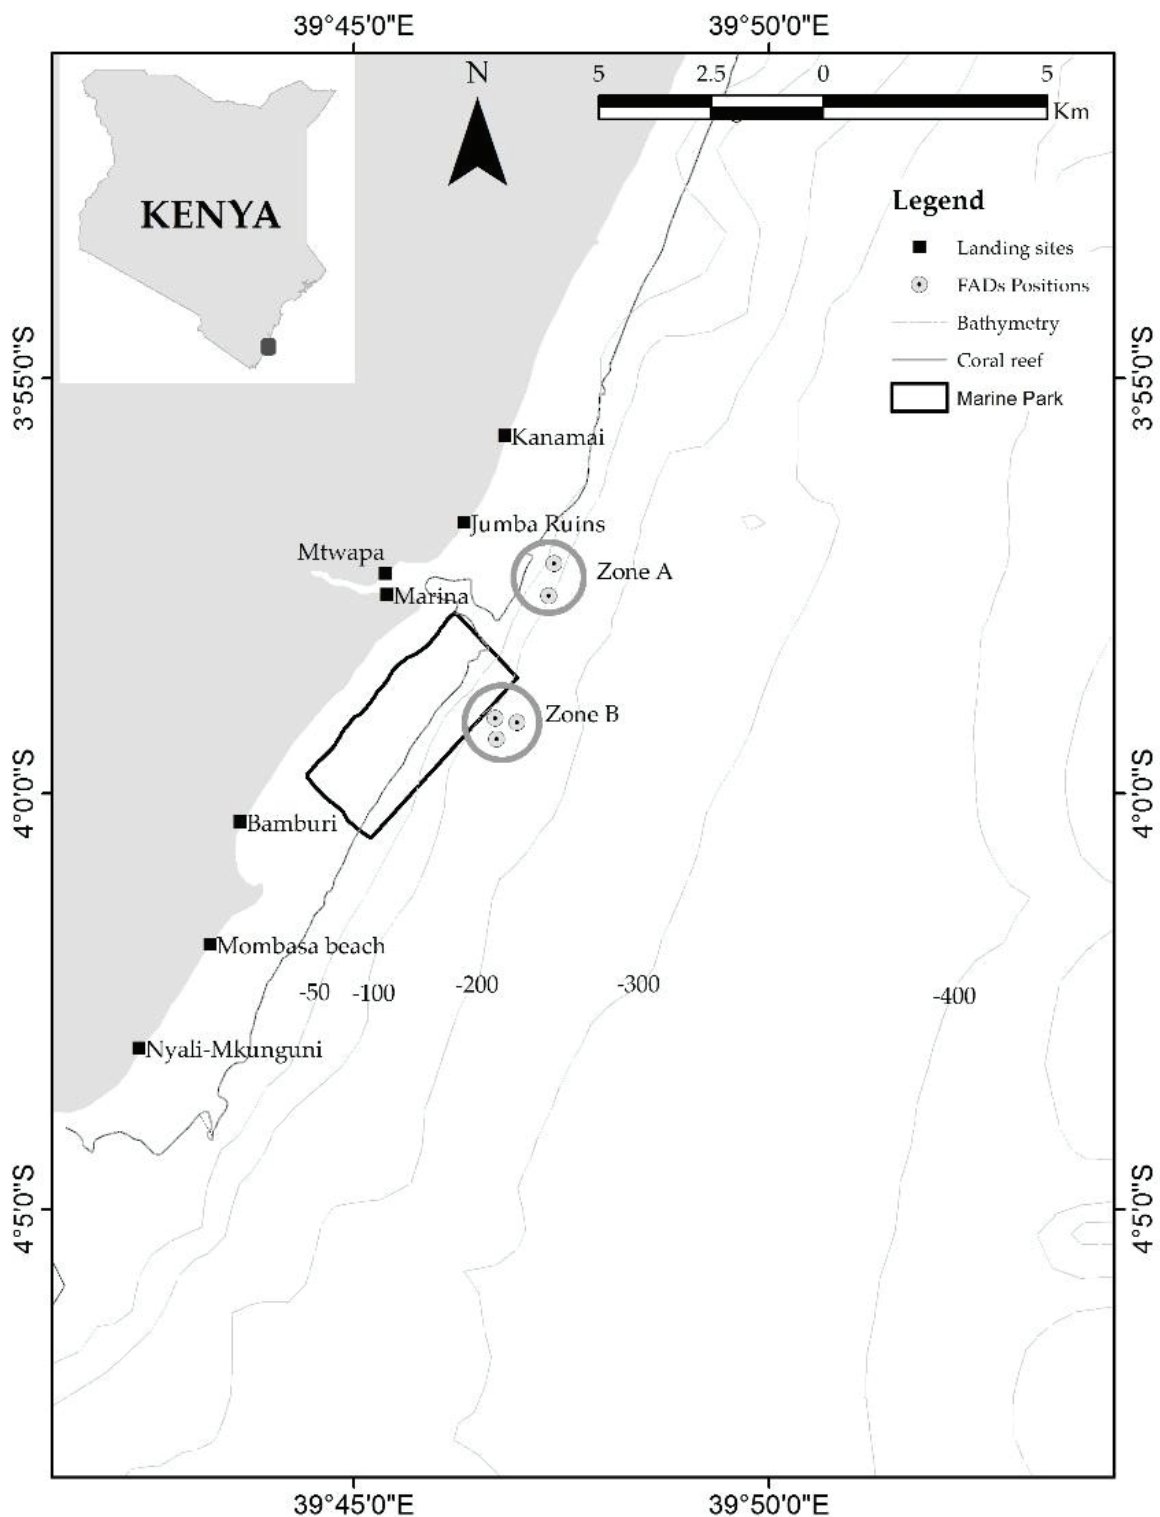 39°45'0"E
39°50'0"E
N
5
2.5
0
5
Km
KENYA
Legend
Landing sites
FADs Positions
Bathymetry
Coral reef
Marine Park
3°55'0"S
3°55'0"S
Kanamai
Jumba Ruins
Mtwapa
Zone A
Marina
Zone B
4°0'0"S
4°0'0"S
Bamburi
Mombasa beach
-50
-100
-200
-300
-400
Nyali-Mkunguni
4°5'0"S
4°5'0"S
39°45'0"E
39°50'0"E